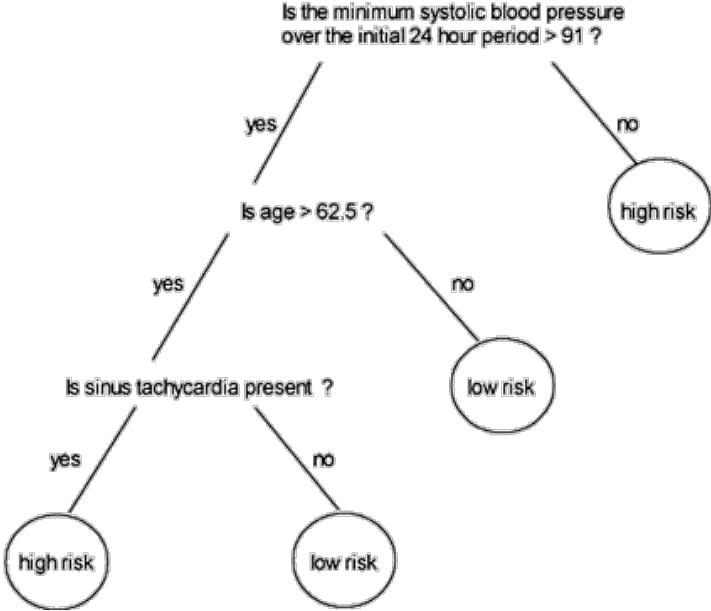 Is the minimum systolic blood pressure
over the initial 24 hour period > 91 ?
yes
no
high risk
Is age > 62.5 ?
yes
no
low risk
Is sinus tachycardia present ?
yes
no
high risk
low risk